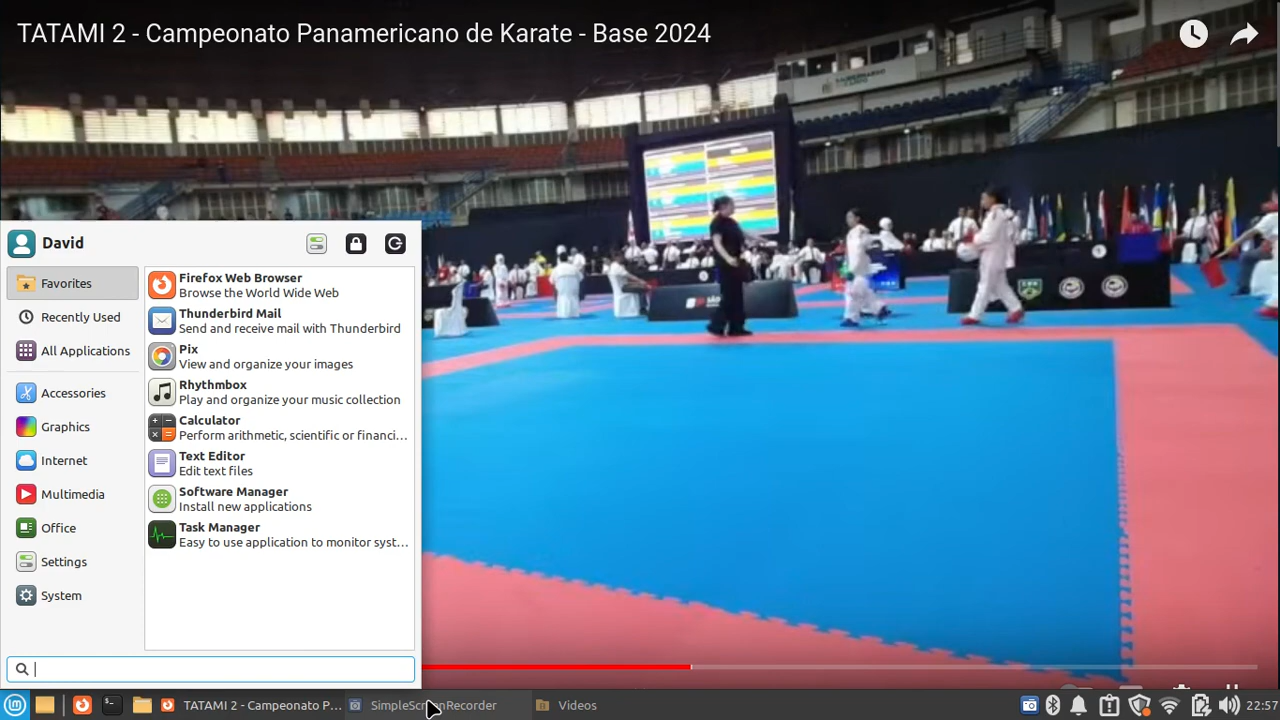 TATAMI 2 - Campeonato Panamericano de Karate - Base 2024
David
Favorites
Recently Used
All Applications
Accessories
Graphics
Internet
Multimedia
Office
Settings
System
Firefox Web Browser
Browse the World Wide Web
Thunderbird Mail
Send and receive mail with Thunderbird
Pix
View and organize your images
Rhythmbox
Play and organize your music collection
Calculator
Perform arithmetic, scientific or financi...
Text Editor
Edit text files
Software Manager
Install new applications
Task Manager
Easy to use application to monitor syst...
TATAMI 2 - Campeonato P...
SimpleScreenRecorder
Videos
22:57